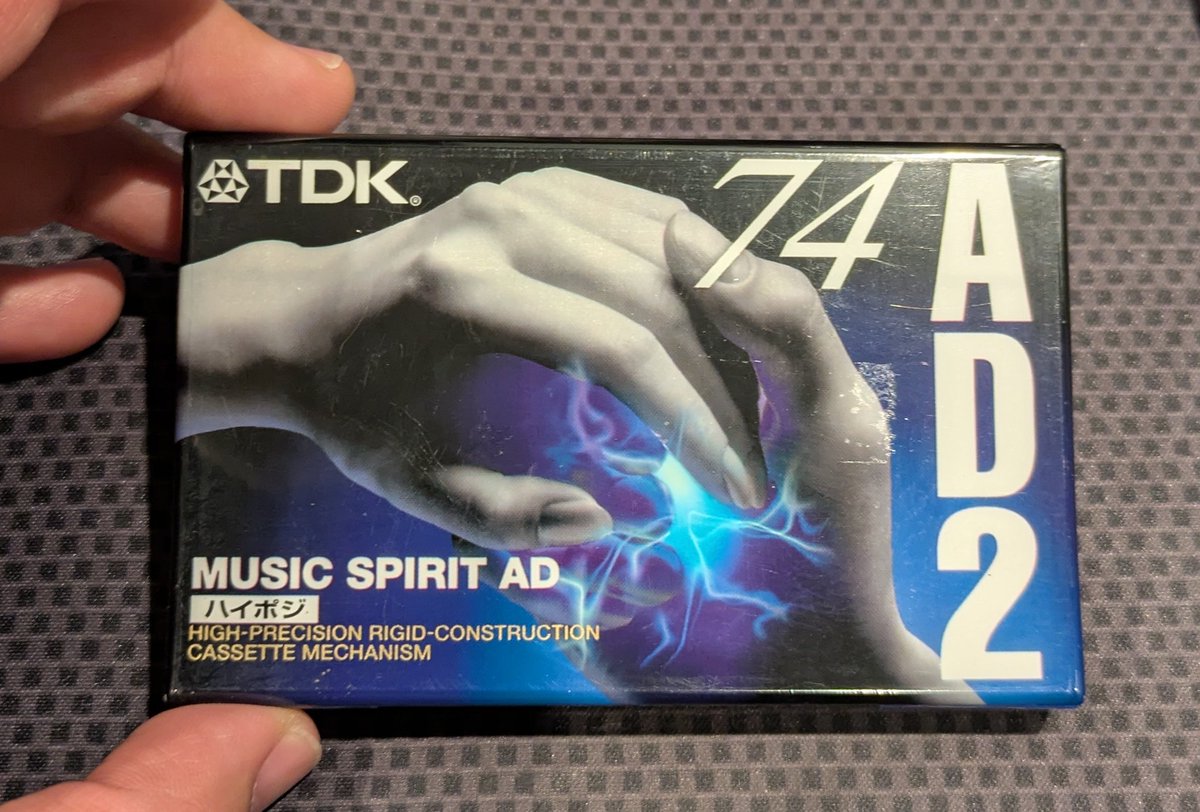 TDK®
74
AD2
MUSIC SPIRIT AD
ハイポジ
HIGH-PRECISION RIGID-CONSTRUCTION
CASSETTE MECHANISM